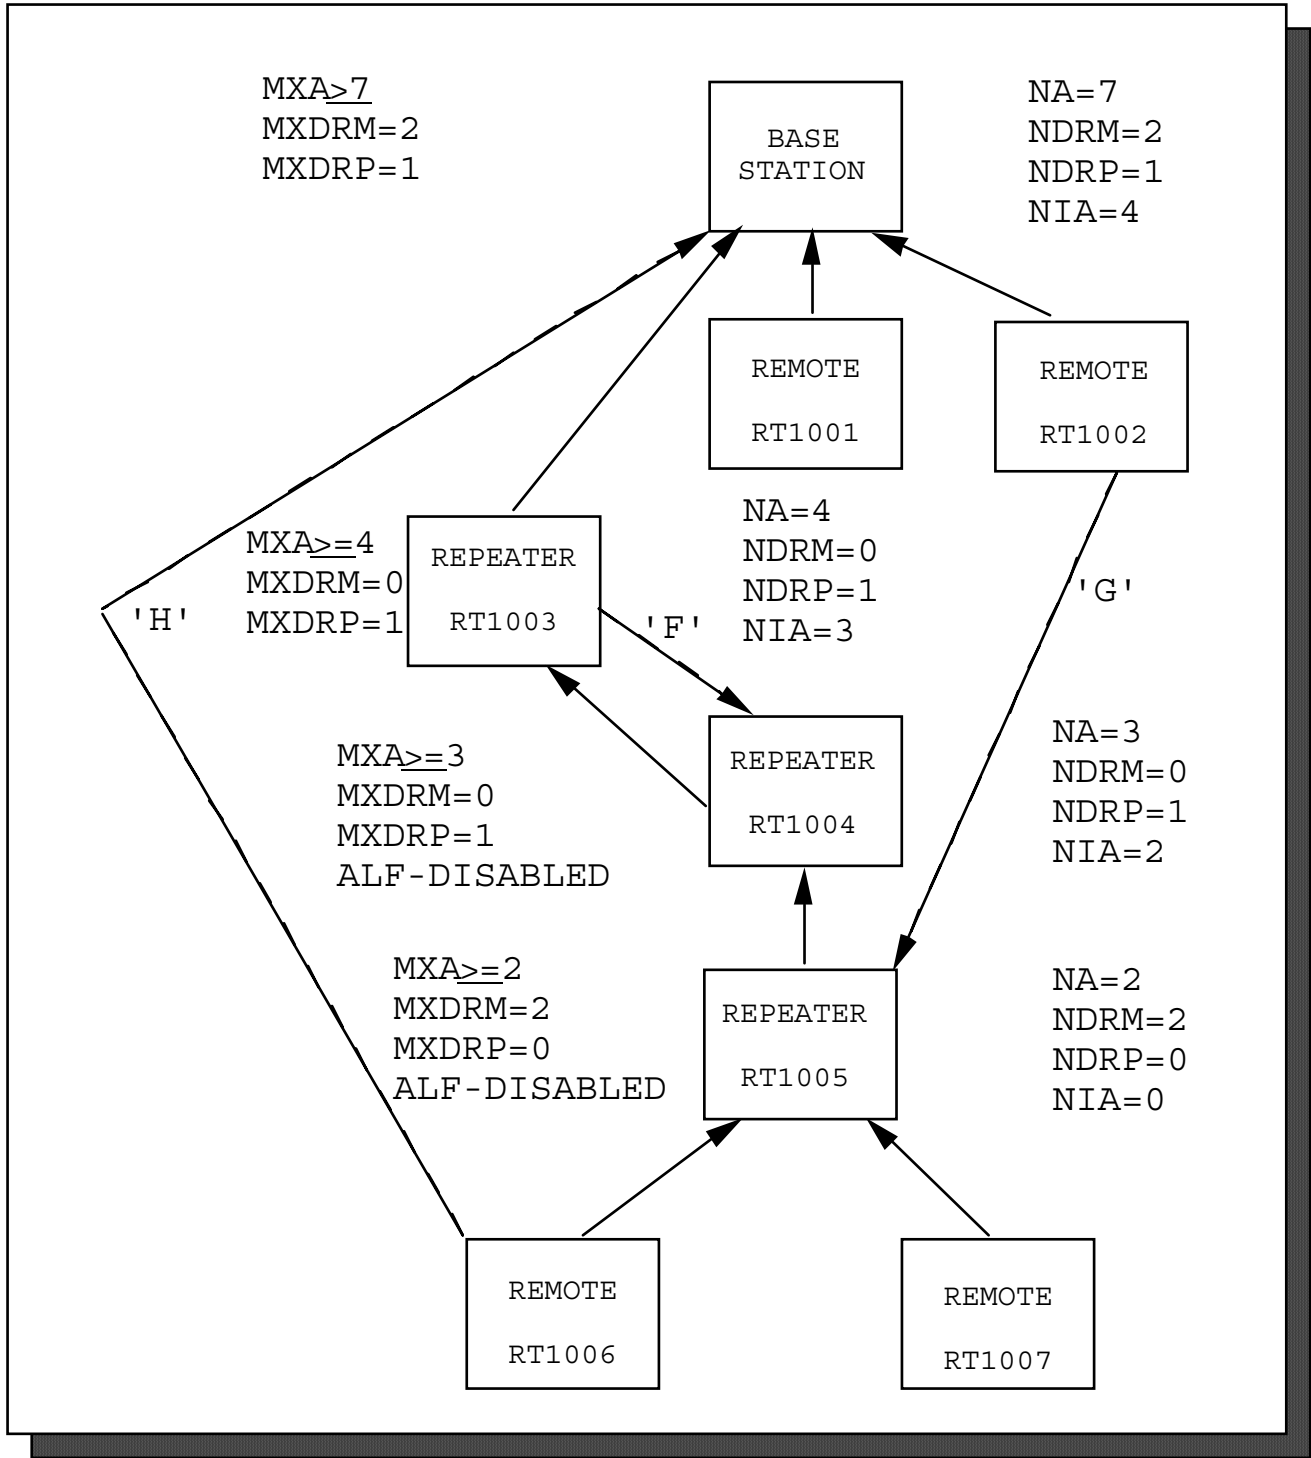 MXA>7
MXDRM=2
MXDRP=1
BASE
STATION
NA=7
NDRM=2
NDRP=1
NIA=4
REMOTE
RT1001
REMOTE
RT1002
MXA>=4
MXDRM=0
MXDRP=1
'H'
REPEATER
RT1003
'F'
NA=4
NDRM=0
NDRP=1
NIA=3
'G'
MXA>=3
MXDRM=0
MXDRP=1
ALF-DISABLED
REPEATER
RT1004
NA=3
NDRM=0
NDRP=1
NIA=2
MXA>=2
MXDRM=2
MXDRP=0
ALF-DISABLED
REPEATER
RT1005
NA=2
NDRM=2
NDRP=0
NIA=0
REMOTE
RT1006
REMOTE
RT1007